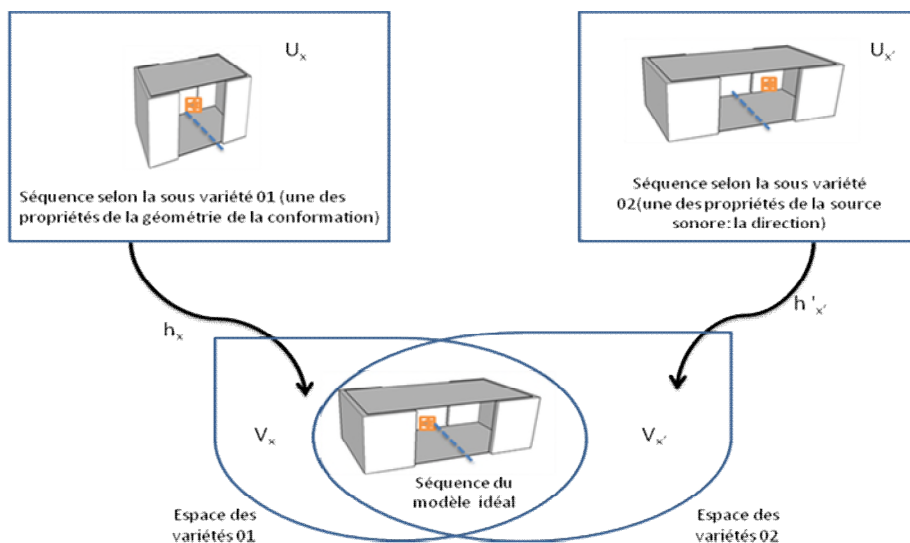 Uₓ
Séquence selon la sous variété 01 (une des
propriétés de la géométrie de la conformation)
Uₓ'
Séquence selon la sous variété
02(une des propriétés de la source
sonore: la direction)
hₓ
h'ₓ'
Vₓ
Vₓ'
Séquence du
modèle idéal
Espace des
variétés 01
Espace des
variétés 02